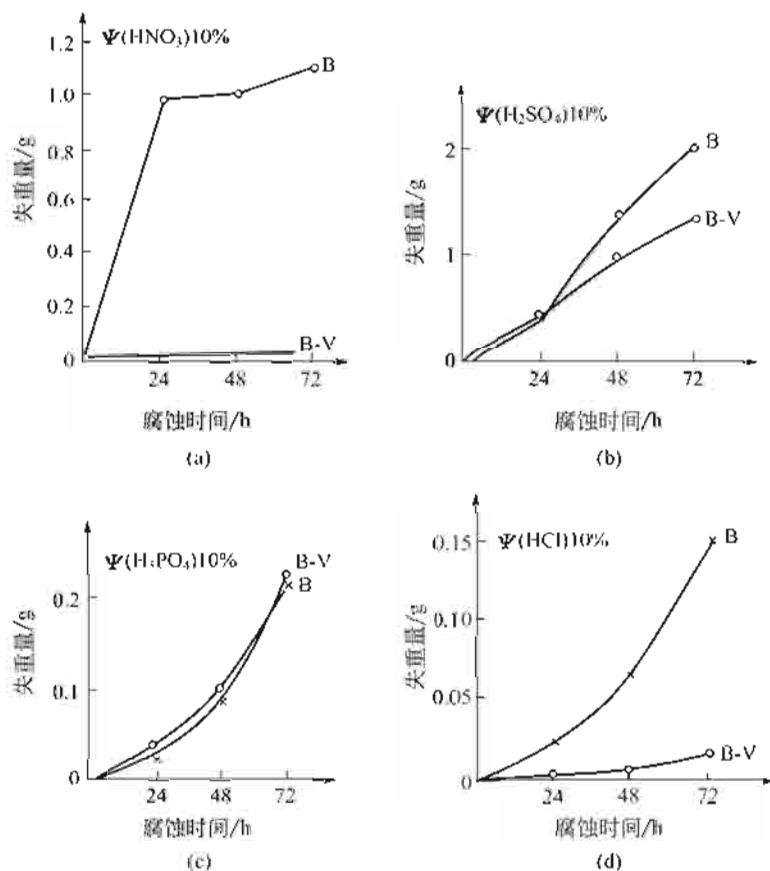 Ψ(HNO₃)10%
1.2
1.0
0.8
0.6
0.4
0.2
0
失重量/g
B
B-V
24 48 72
腐蚀时间/h
(a)
Ψ(H₂SO₄)10%
2
1
0
失重量/g
B
B-V
24 48 72
腐蚀时间/h
(b)
Ψ(H₃PO₄)10%
0.2
0.1
0
失重量/g
B-V
B
24 48 72
腐蚀时间/h
(c)
Ψ(HCl)10%
0.15
0.10
0.05
0
失重量/g
B
B-V
24 48 72
腐蚀时间/h
(d)